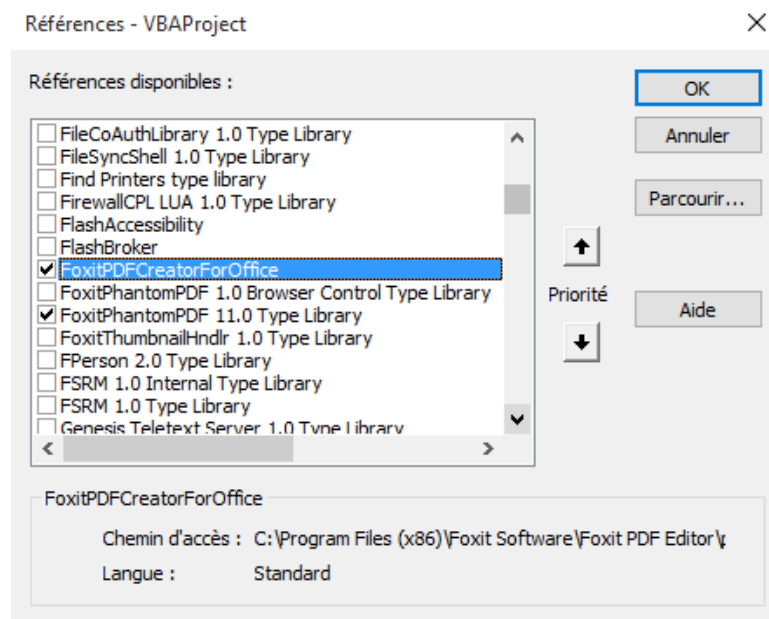 Références - VBAProject
Références disponibles :
OK
FileCoAuthLibrary 1.0 Type Library
FileSyncShell 1.0 Type Library
Find Printers type library
FirewallCPL LUA 1.0 Type Library
FlashAccessibility
FlashBroker
FoxitPDFCreatorForOffice
FoxitPhantomPDF 1.0 Browser Control Type Library
FoxitPhantomPDF 11.0 Type Library
FoxitThumbnailHndlr 1.0 Type Library
FPerson 2.0 Type Library
FSRM 1.0 Internal Type Library
FSRM 1.0 Type Library
Genesis Teletext Server 1.0 Type Library
Annuler
Parcourir...
Priorité
Aide
FoxitPDFCreatorForOffice
Chemin d'accès : C:\Program Files (x86)\Foxit Software\Foxit PDF Editor\
Langue : Standard